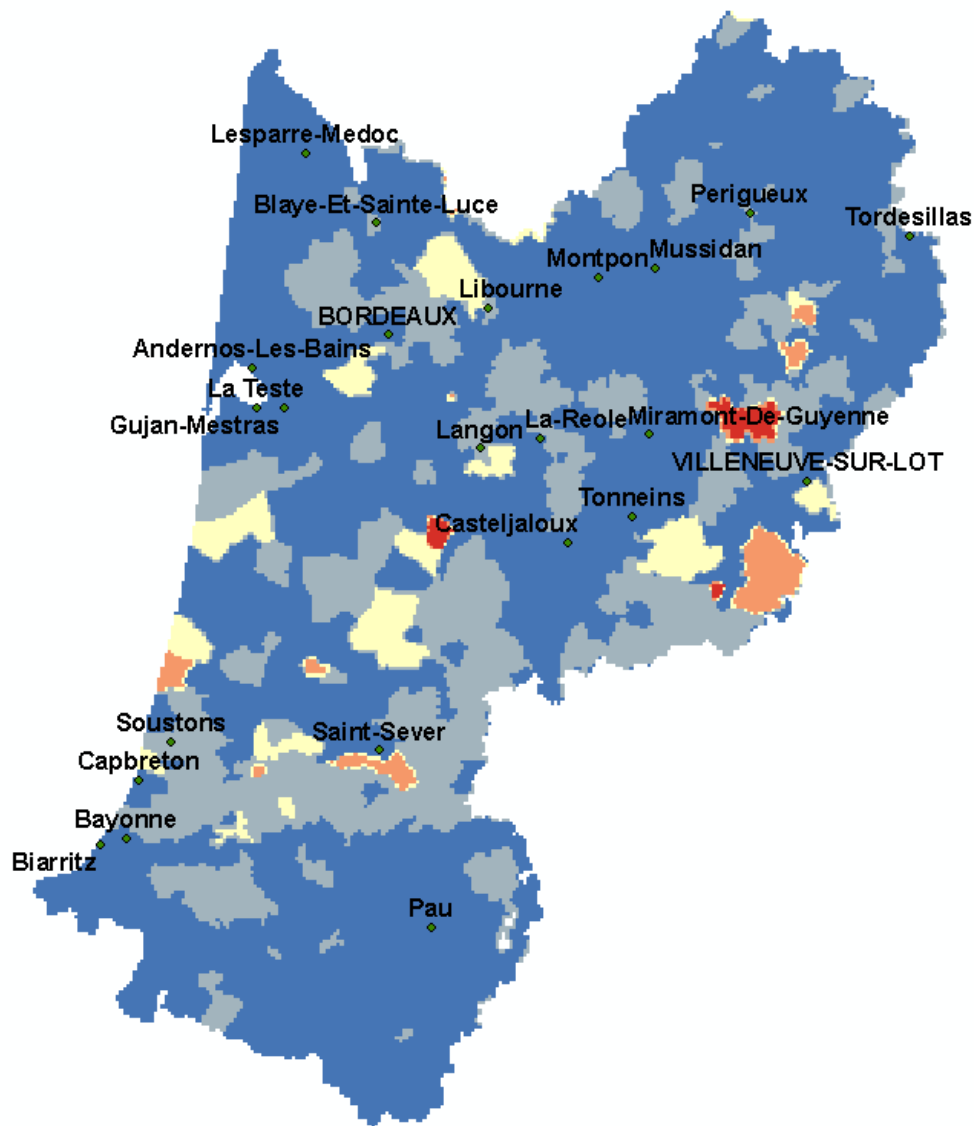 Lesparre-Medoc
Blaye-Et-Sainte-Luce
Perigueux
Tordesillas
Montpon
Mussidan
Libourne
BORDEAUX
Andernos-Les-Bains
La Teste
Gujan-Mestras
Langon
La-Reole
Miramont-De-Guyenne
VILLENEUVE-SUR-LOT
Tonneins
Casteljaloux
Soustons
Saint-Sever
Capbreton
Bayonne
Biarritz
Pau